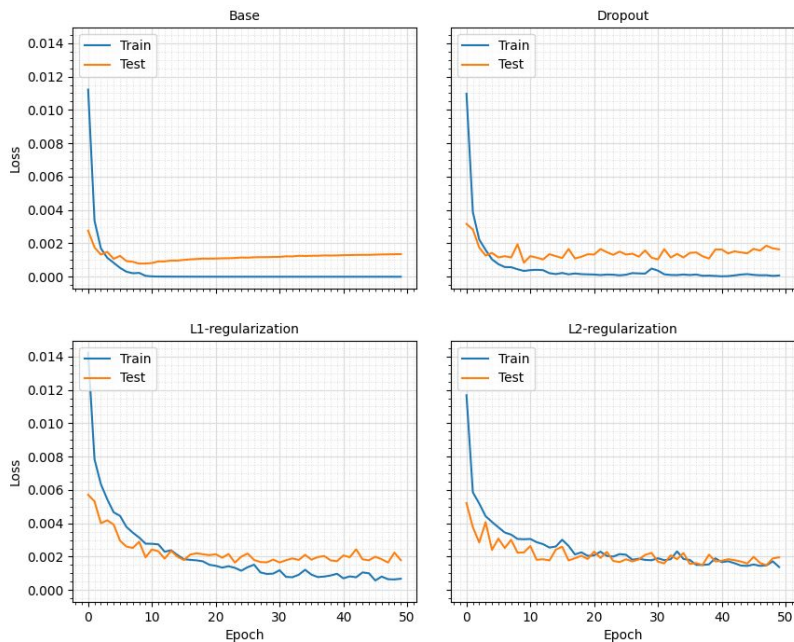 Base
Dropout
0.014
0.012
0.010
0.008
0.006
0.004
0.002
0.000
Loss
Train
Test
Train
Test
L1-regularization
L2-regularization
0.014
0.012
0.010
0.008
0.006
0.004
0.002
0.000
Loss
Train
Test
Train
Test
0 10 20 30 40 50
0 10 20 30 40 50
Epoch
Epoch